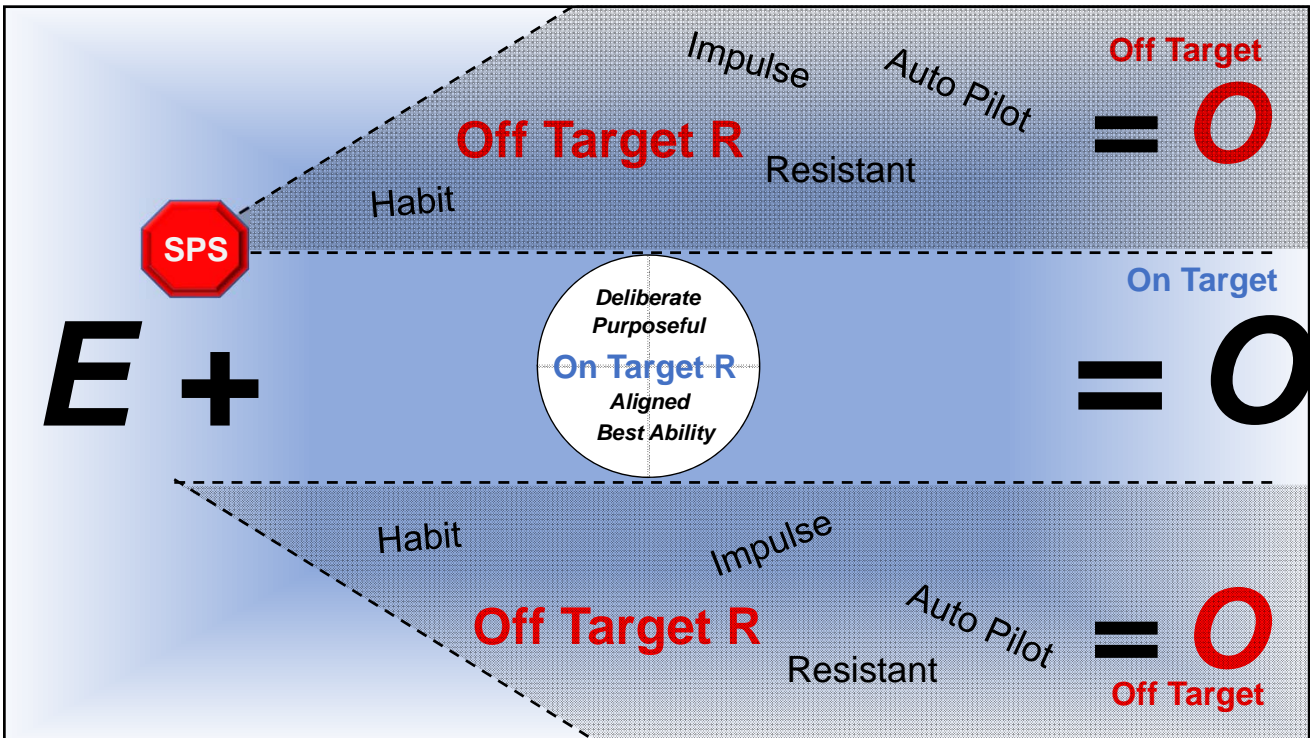 Off Target
Impulse
Auto Pilot
Off Target R
= O
Resistant
Habit
SPS
On Target
Deliberate
Purposeful
E +
On Target R
= O
Aligned
Best Ability
Habit
Impulse
Auto Pilot
Off Target R
= O
Resistant
Off Target